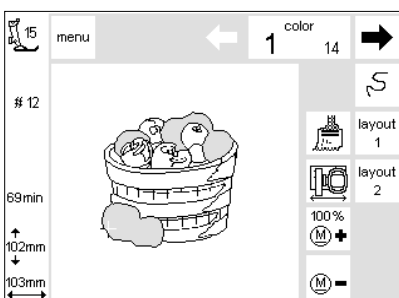 15
menu
color
1
14
# 12
layout
1
layout
2
69min
100%
M +
102mm
M -
103mm